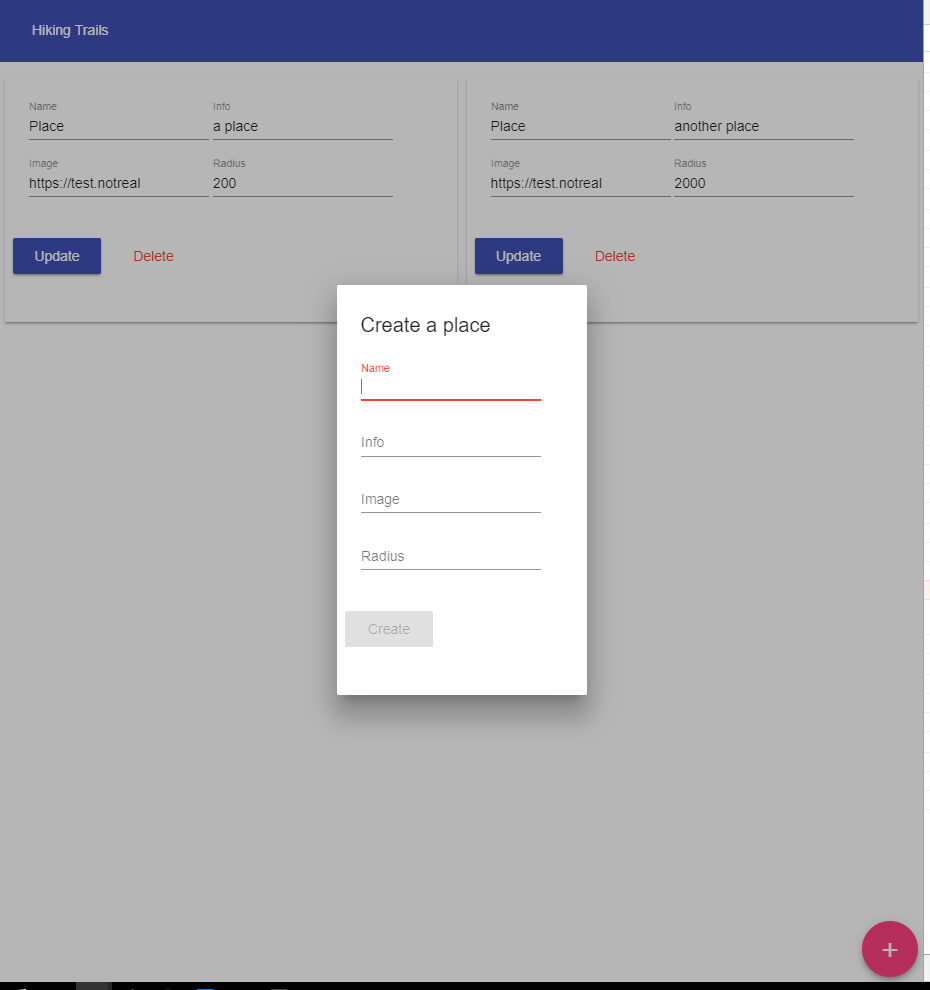 Hiking Trails
Name Info
Place a place
Image Radius
https://test.notreal 200
Update Delete
Name Info
Place another place
Image Radius
https://test.notreal 2000
Update Delete
Create a place
Name
Info
Image
Radius
Create
+